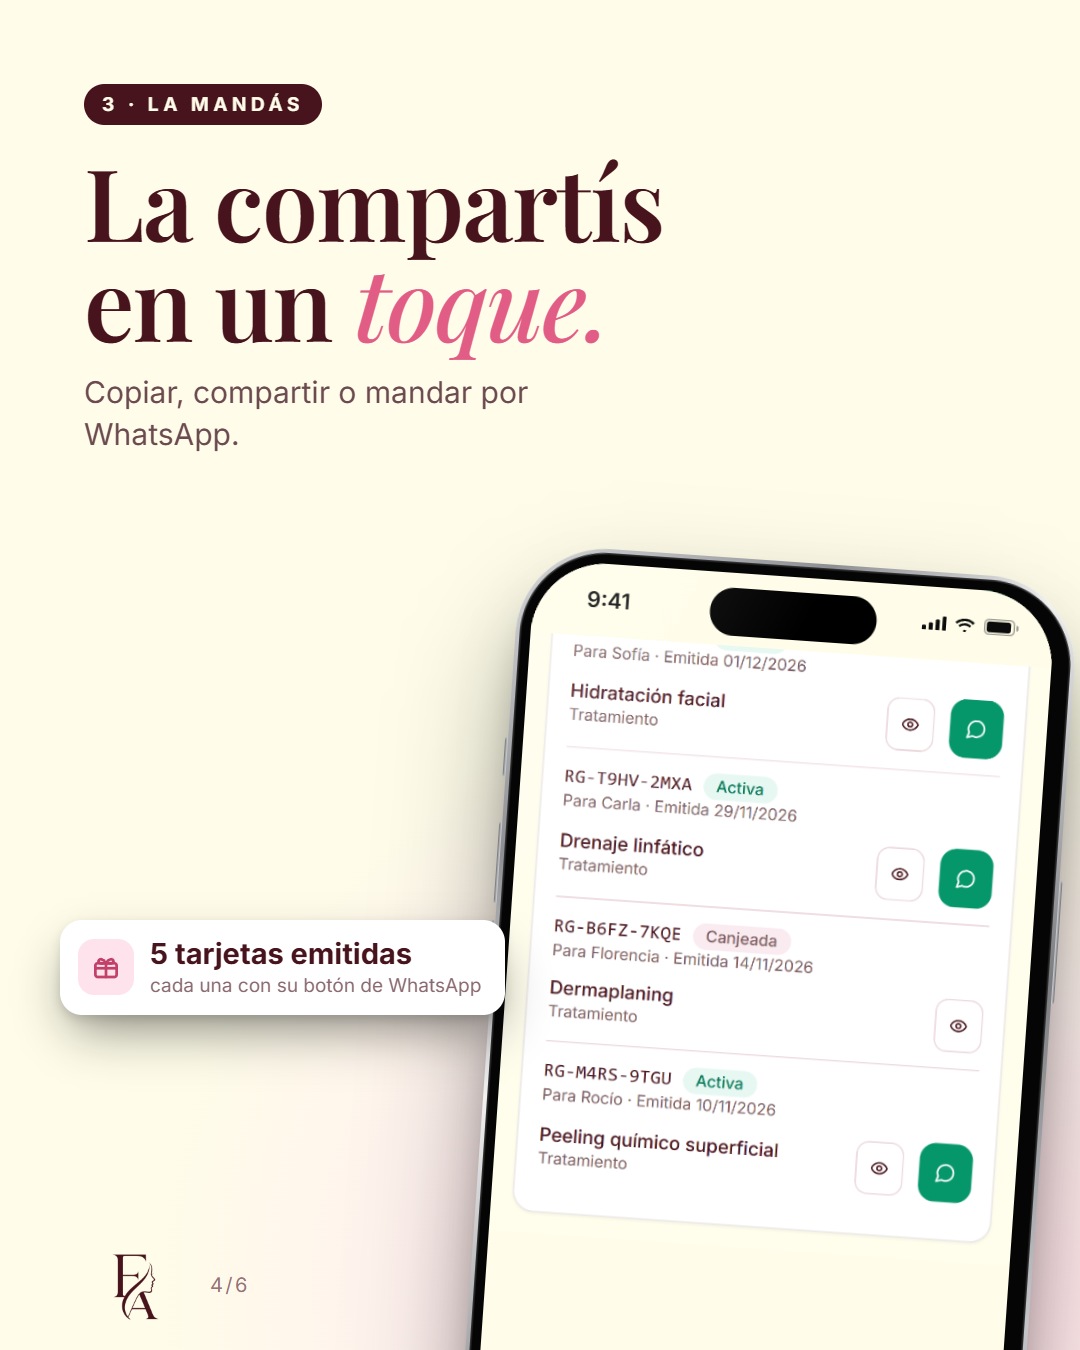 3 · LA MANDÁS
La compartís
en un toque.
Copiar, compartir o mandar por
WhatsApp.
9:41
Para Sofía · Emitida 01/12/2026
Hidratación facial
Tratamiento
RG-T9HV-2MXA Activa
Para Carla · Emitida 29/11/2026
Drenaje linfático
Tratamiento
RG-B6FZ-7KQE Canjeada
Para Florencia · Emitida 14/11/2026
Dermaplaning
Tratamiento
RG-M4RS-9TGU Activa
Para Rocío · Emitida 10/11/2026
Peeling químico superficial
Tratamiento
5 tarjetas emitidas
cada una con su botón de WhatsApp
FA
4/6